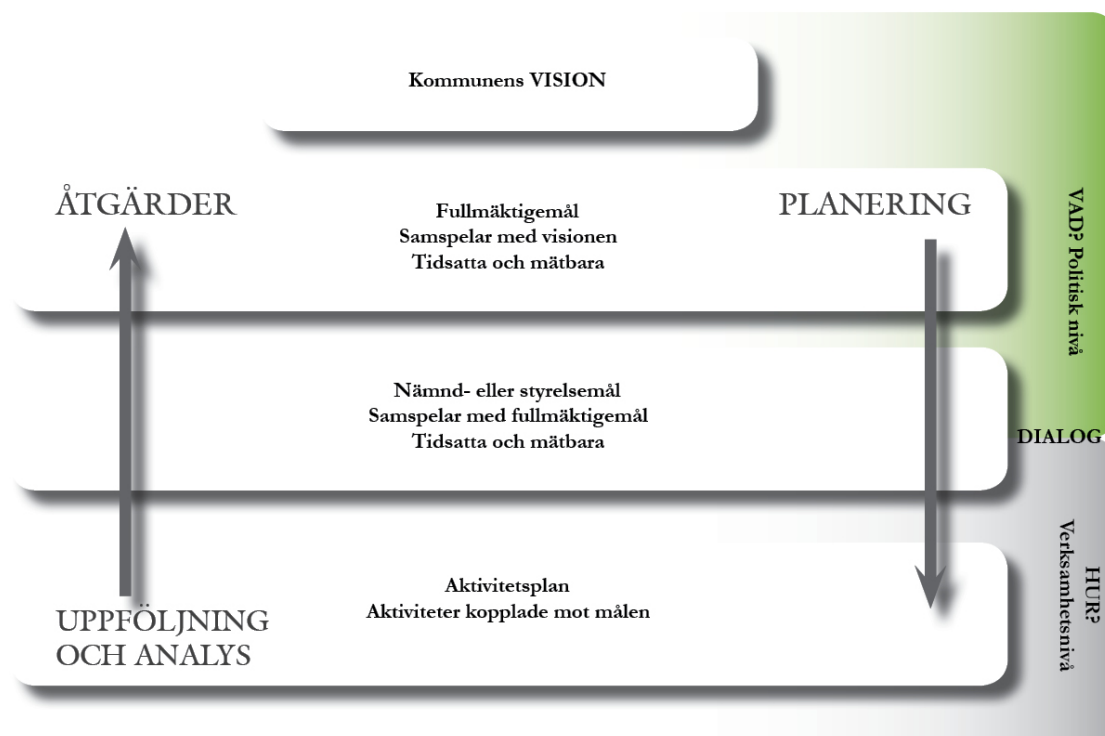 Kommunens VISION
ÅTGÄRDER
PLANERING
Fullmäktigemål
Samspelar med visionen
Tidsatta och mätbara
VAD? Politisk nivå
Nämnd- eller styrelsemål
Samspelar med fullmäktigemål
Tidsatta och mätbara
DIALOG
Aktivitetsplan
Aktiviteter kopplade mot målen
UPPFÖLJNING
OCH ANALYS
HUR?
Verksamhetsnivå